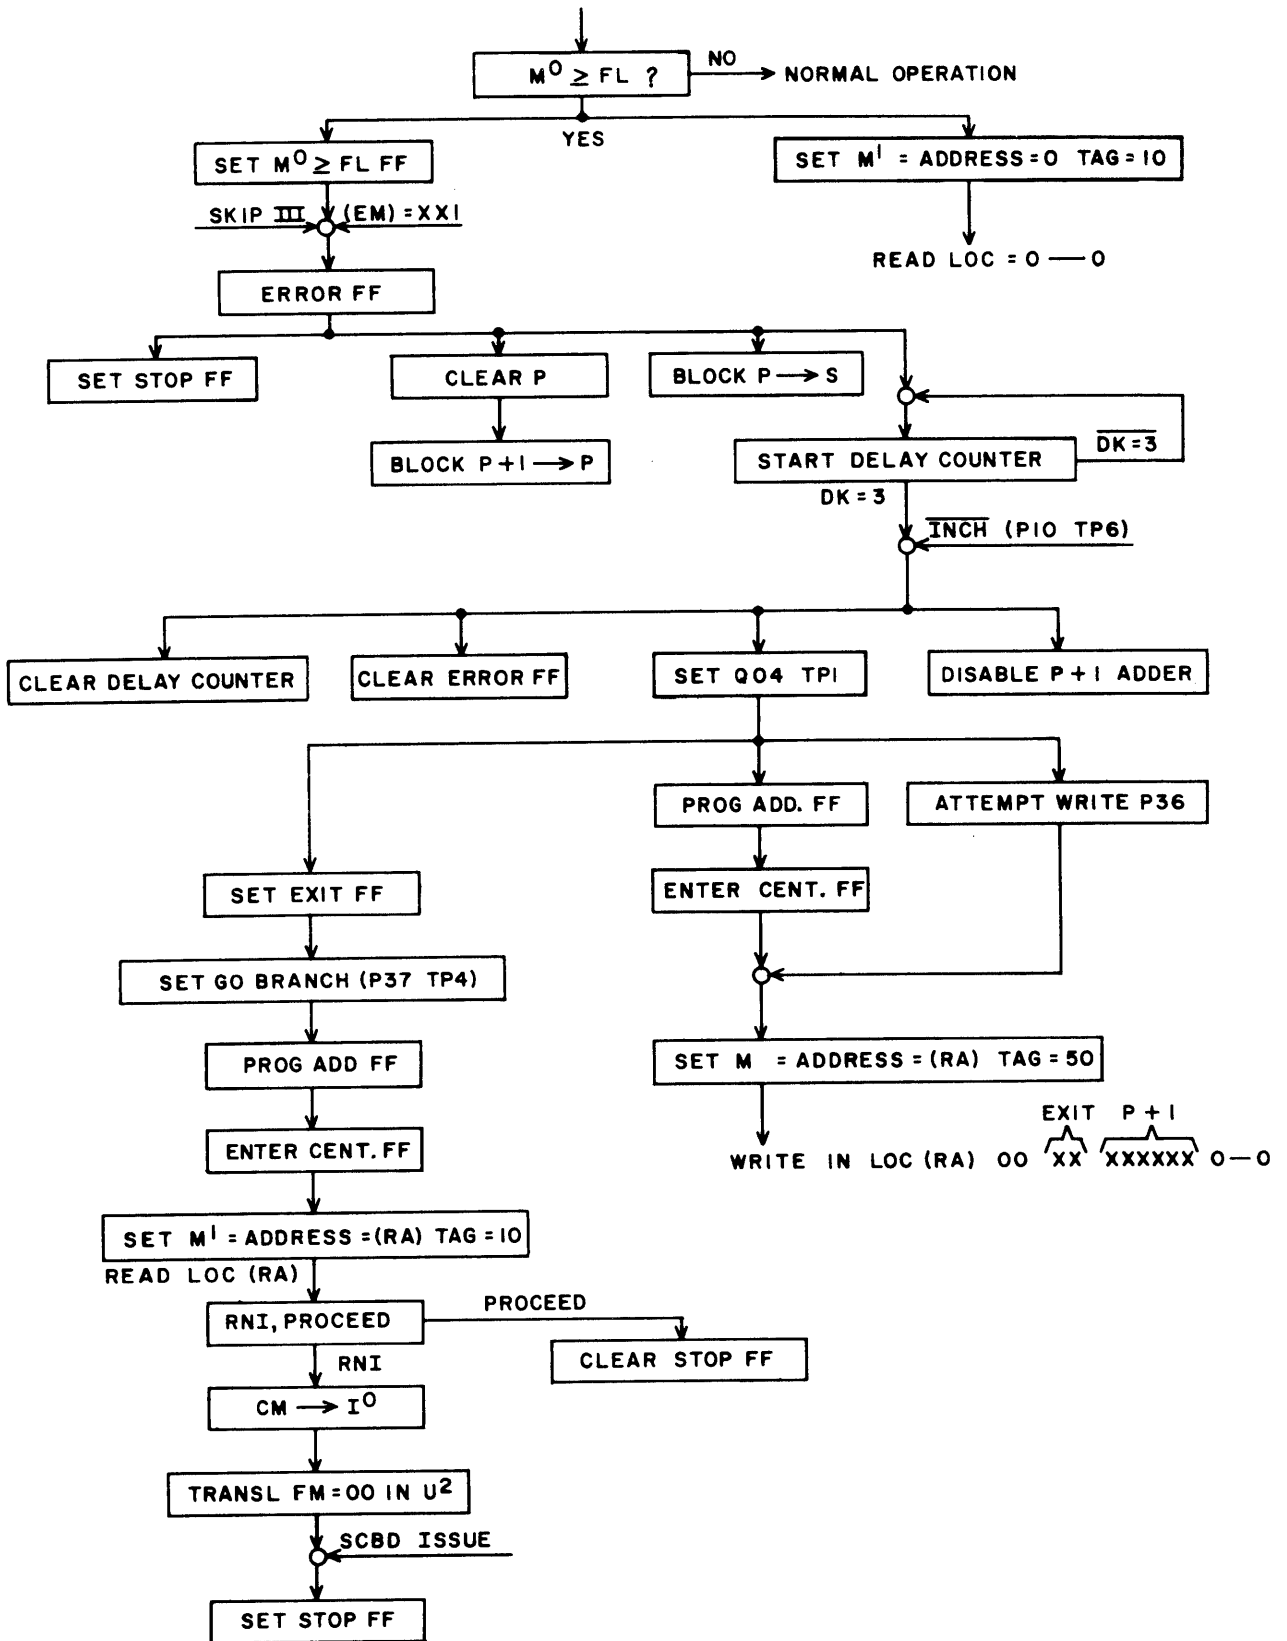 M⁰ ≥ FL ?
NO
NORMAL OPERATION
YES
SET M⁰ ≥ FL FF
SET M¹ = ADDRESS = 0 TAG = 10
SKIP III
(EM) = XX1
READ LOC = 0 — 0
ERROR FF
SET STOP FF
CLEAR P
BLOCK P → S
BLOCK P + 1 → P
START DELAY COUNTER
D̅K̅ ̅=̅ ̅3̅
DK = 3
I̅N̅C̅H̅ (P10 TP6)
CLEAR DELAY COUNTER
CLEAR ERROR FF
SET Q04 TP1
DISABLE P + 1 ADDER
PROG ADD. FF
ATTEMPT WRITE P36
SET EXIT FF
ENTER CENT. FF
SET GO BRANCH (P37 TP4)
PROG ADD FF
SET M = ADDRESS = (RA) TAG = 50
EXIT P + 1
ENTER CENT. FF
WRITE IN LOC (RA) 00 XX XXXXXX 0 — 0
SET M¹ = ADDRESS = (RA) TAG = 10
READ LOC (RA)
RNI, PROCEED
PROCEED
CLEAR STOP FF
RNI
CM → I⁰
TRANSL FM = 00 IN U²
SCBD ISSUE
SET STOP FF